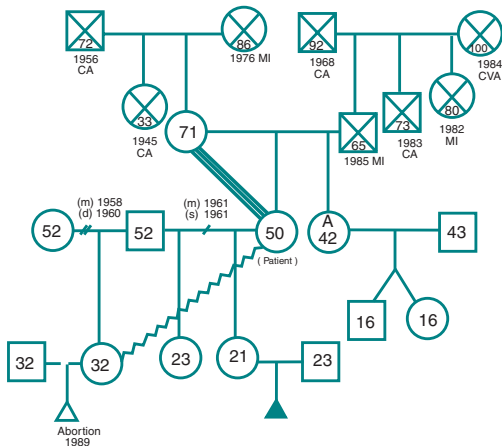 72
1956
CA
86
1976 MI
92
1968
CA
100
1984
CVA
33
1945
CA
71
65
1985 MI
73
1983
CA
80
1982
MI
(m) 1958
(d) 1960
(m) 1961
(s) 1961
52
52
50
( Patient )
A
42
43
16
16
32
32
23
21
23
Abortion
1989